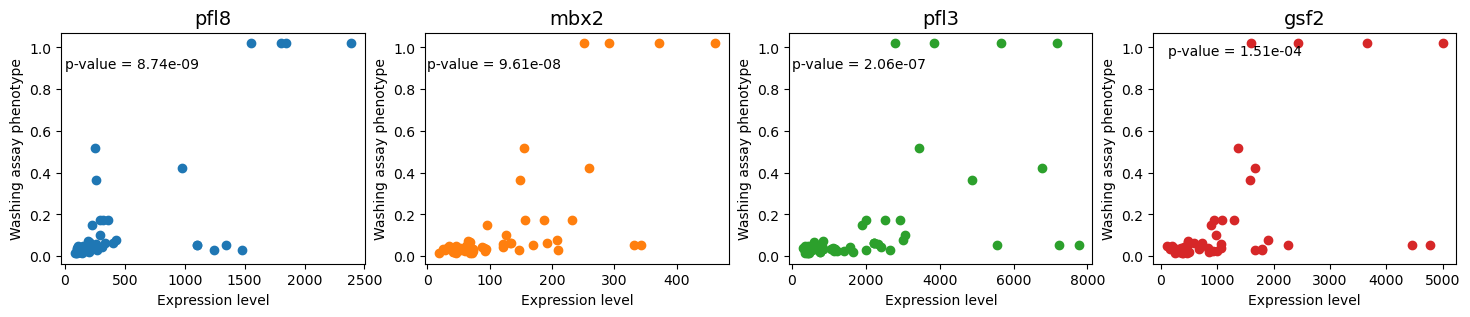 pfl8
1.0
0.8
0.6
0.4
0.2
0.0
Washing assay phenotype
p-value = 8.74e-09
0
500
1000
1500
2000
2500
Expression level
mbx2
1.0
0.8
0.6
0.4
0.2
0.0
Washing assay phenotype
p-value = 9.61e-08
0
100
200
300
400
Expression level
pfl3
1.0
0.8
0.6
0.4
0.2
0.0
Washing assay phenotype
p-value = 2.06e-07
0
2000
4000
6000
8000
Expression level
gsf2
1.0
0.8
0.6
0.4
0.2
0.0
Washing assay phenotype
p-value = 1.51e-04
0
1000
2000
3000
4000
5000
Expression level